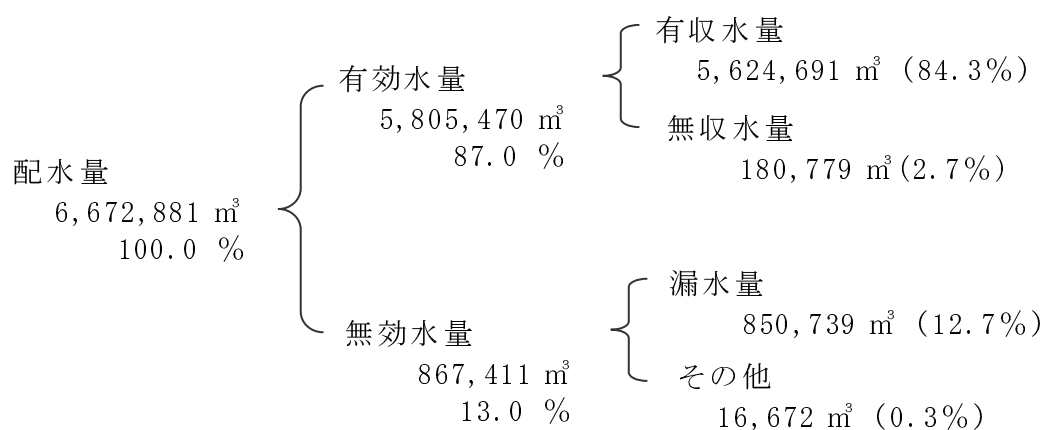 配水量
6,672,881 ㎥
100.0 %
有効水量
5,805,470 ㎥
87.0 %
有収水量
5,624,691 ㎥ (84.3%)
無収水量
180,779 ㎥(2.7%)
無効水量
867,411 ㎥
13.0 %
漏水量
850,739 ㎥ (12.7%)
その他
16,672 ㎥ (0.3%)